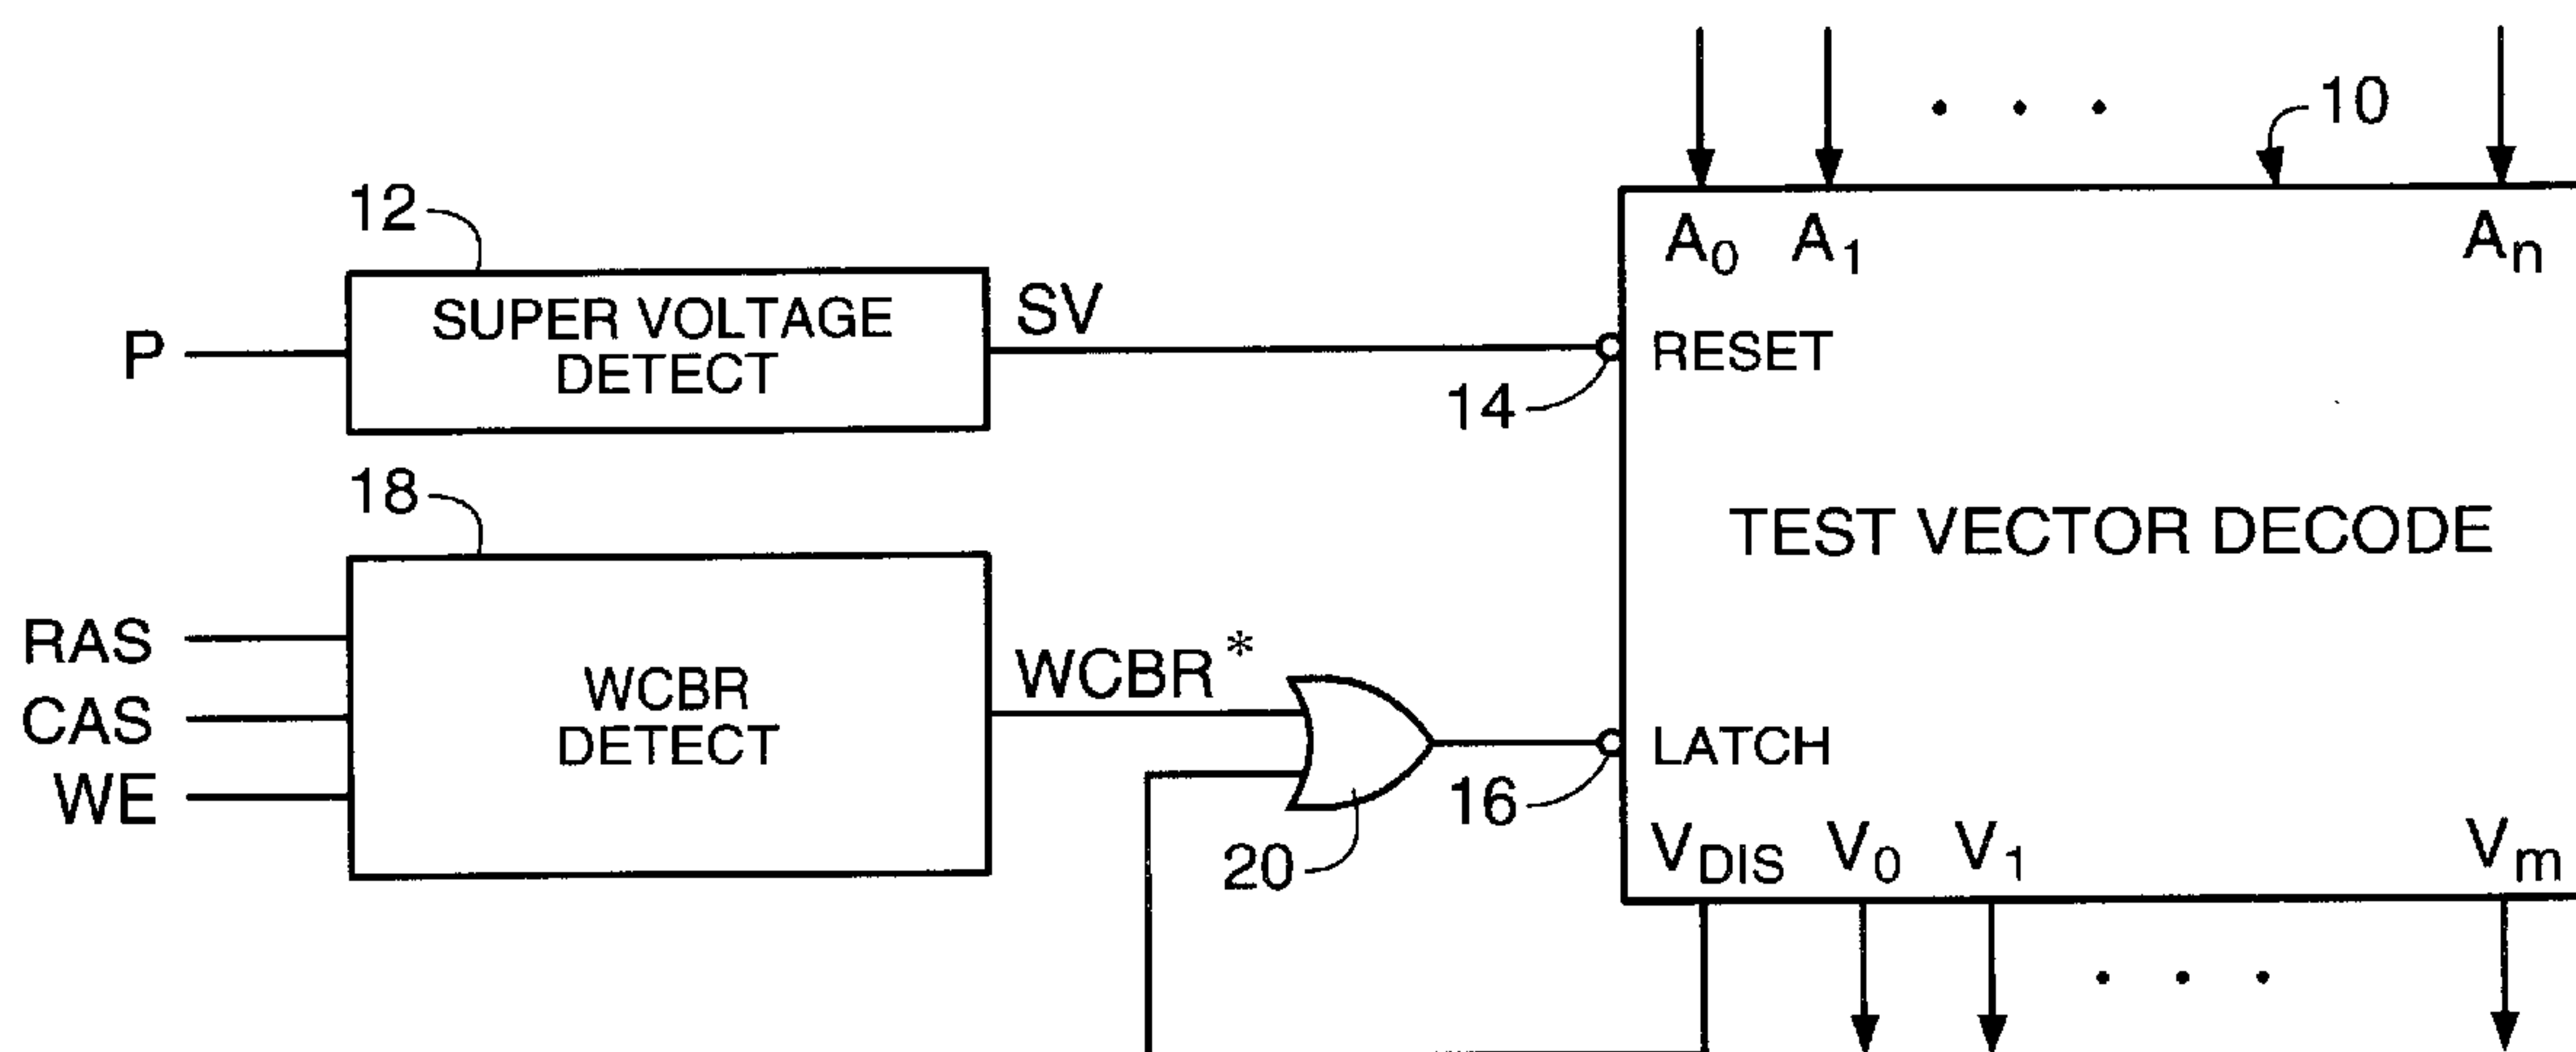 10
A0 A1 An
12
SUPER VOLTAGE
DETECT
SV
P
RESET
14
TEST VECTOR DECODE
18
RAS
CAS
WE
WCBR
DETECT
WCBR*
LATCH
16
20
VDIS V0 V1 Vm